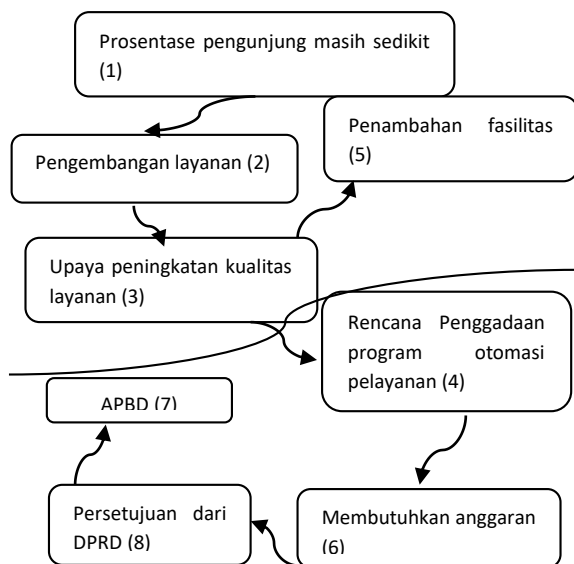 Prosentase pengunjung masih sedikit
(1)
Pengembangan layanan (2)
Penambahan fasilitas
(5)
Upaya peningkatan kualitas
layanan (3)
Rencana Penggadaan
program otomasi
pelayanan (4)
APBD (7)
Persetujuan dari
DPRD (8)
Membutuhkan anggaran
(6)